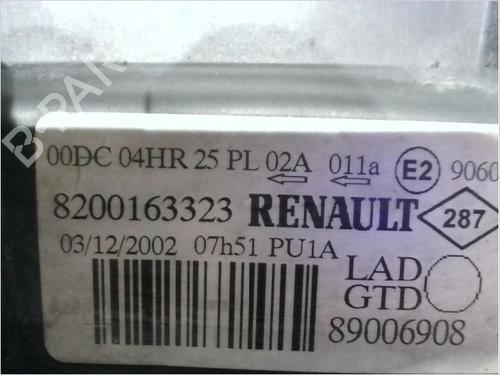 00DC 04HR 25 PL 02A 011a E2 9060
8200163323 RENAULT 287
03/12/2002 07h51 PU1A
LAD
GTD
89006908